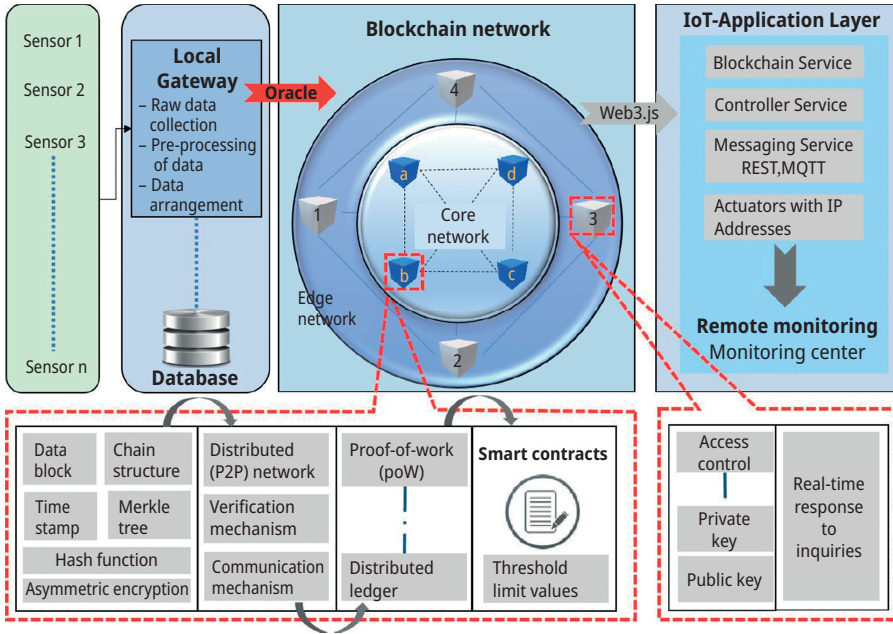 Sensor 1
Sensor 2
Sensor 3
Sensor n
Local
Gateway
– Raw data
collection
– Pre-processing
of data
– Data
arrangement
Database
Oracle
Blockchain network
4
a
d
1
Core
network
3
b
c
Edge
network
2
Web3.js
IoT-Application Layer
Blockchain Service
Controller Service
Messaging Service
REST,MQTT
Actuators with IP
Addresses
Remote monitoring
Monitoring center
Data
block
Chain
structure
Time
stamp
Merkle
tree
Hash function
Asymmetric encryption
Distributed
(P2P) network
Verification
mechanism
Communication
mechanism
Proof-of-work
(poW)
Distributed
ledger
Smart contracts
Threshold
limit values
Access
control
Private
key
Public key
Real-time
response
to
inquiries